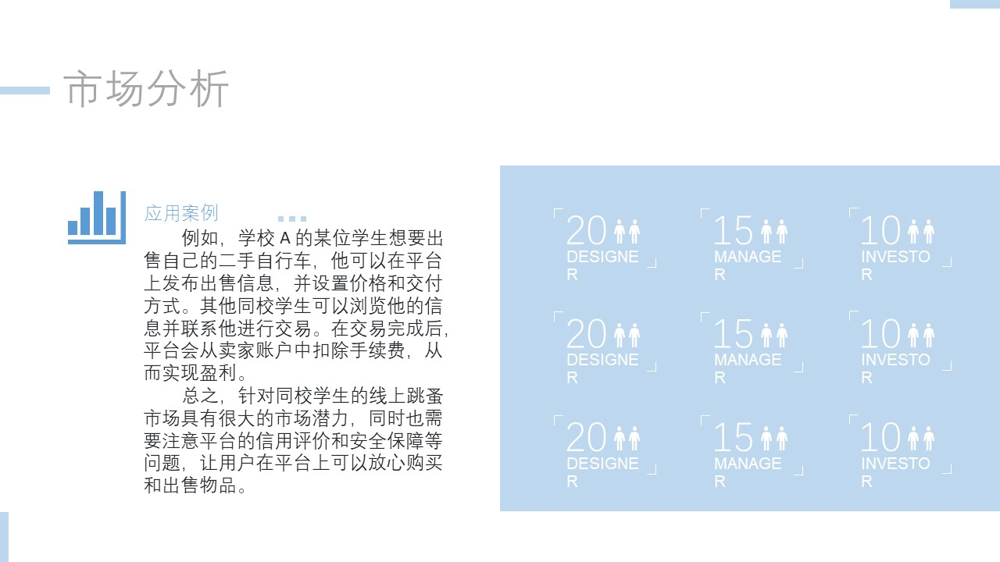 市场分析
应用案例
例如，学校 A 的某位学生想要出
售自己的二手自行车，他可以在平台
上发布出售信息，并设置价格和交付
方式。其他同校学生可以浏览他的信
息并联系他进行交易。在交易完成后，
平台会从卖家账户中扣除手续费，从
而实现盈利。
总之，针对同校学生的线上跳蚤
市场具有很大的市场潜力，同时也需
要注意平台的信用评价和安全保障等
问题，让用户在平台上可以放心购买
和出售物品。
20
DESIGNE
R
15
MANAGE
R
10
INVESTO
R
20
DESIGNE
R
15
MANAGE
R
10
INVESTO
R
20
DESIGNE
R
15
MANAGE
R
10
INVESTO
R